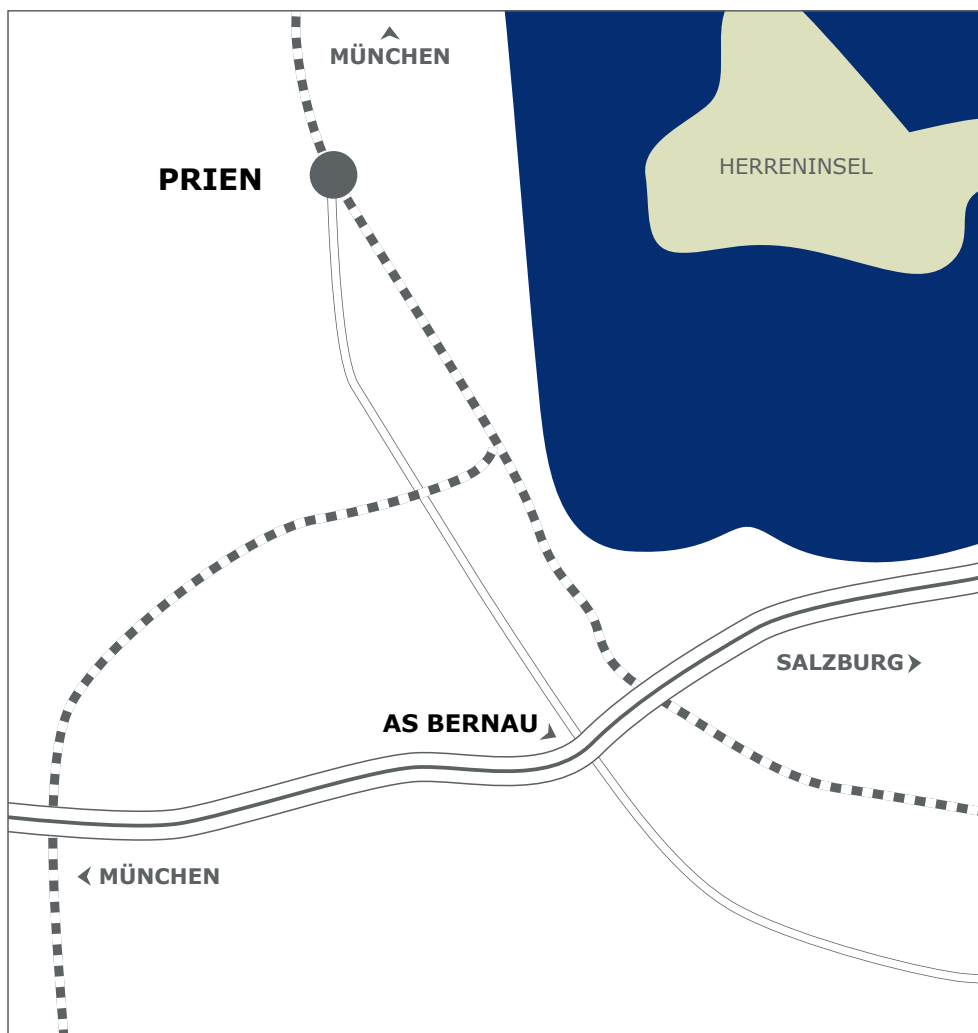 MÜNCHEN
PRIEN
HERRENINSEL
SALZBURG
AS BERNAU
MÜNCHEN